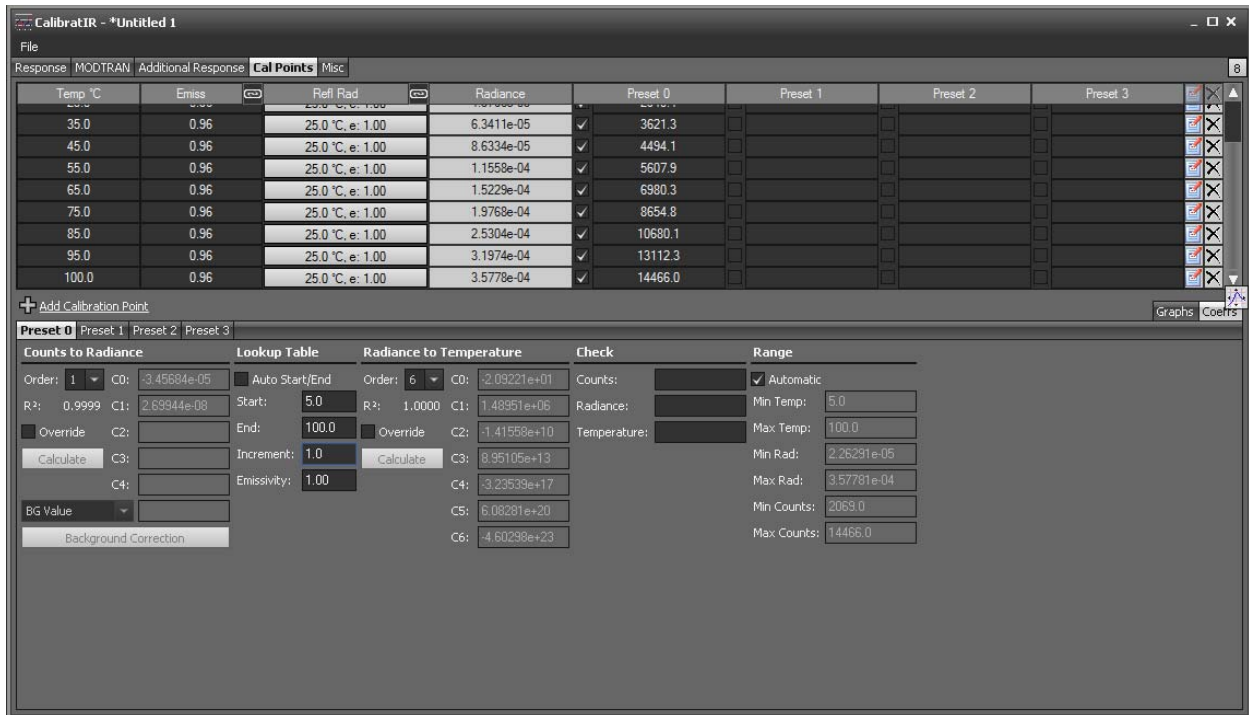 CalibratIR - *Untitled 1
File
Response MODTRAN Additional Response Cal Points Misc 8
Temp °C Emiss Refl Rad Radiance Preset 0 Preset 1 Preset 2 Preset 3
35.0 0.96 25.0 °C, e: 1.00 6.3411e-05 3621.3
45.0 0.96 25.0 °C, e: 1.00 8.6334e-05 4494.1
55.0 0.96 25.0 °C, e: 1.00 1.1558e-04 5607.9
65.0 0.96 25.0 °C, e: 1.00 1.5229e-04 6980.3
75.0 0.96 25.0 °C, e: 1.00 1.9768e-04 8654.8
85.0 0.96 25.0 °C, e: 1.00 2.5304e-04 10680.1
95.0 0.96 25.0 °C, e: 1.00 3.1974e-04 13112.3
100.0 0.96 25.0 °C, e: 1.00 3.5778e-04 14466.0
Add Calibration Point Graphs Coeffs
Preset 0 Preset 1 Preset 2 Preset 3
Counts to Radiance Lookup Table Radiance to Temperature Check Range
Order: 1 C0: -3.45684e-05 Auto Start/End Order: 6 C0: -2.09221e+01 Counts: Automatic
R²: 0.9999 C1: 2.69944e-08 Start: 5.0 R²: 1.0000 C1: 1.48951e+06 Radiance: Min Temp: 5.0
Override C2: End: 100.0 Override C2: -1.41558e+10 Temperature: Max Temp: 100.0
Calculate C3: Increment: 1.0 Calculate C3: 8.95105e+13 Min Rad: 2.26291e-05
C4: Emissivity: 1.00 C4: -3.23539e+17 Max Rad: 3.57781e-04
BG Value C5: 6.08281e+20 Min Counts: 2069.0
Background Correction C6: -4.60298e+23 Max Counts: 14466.0